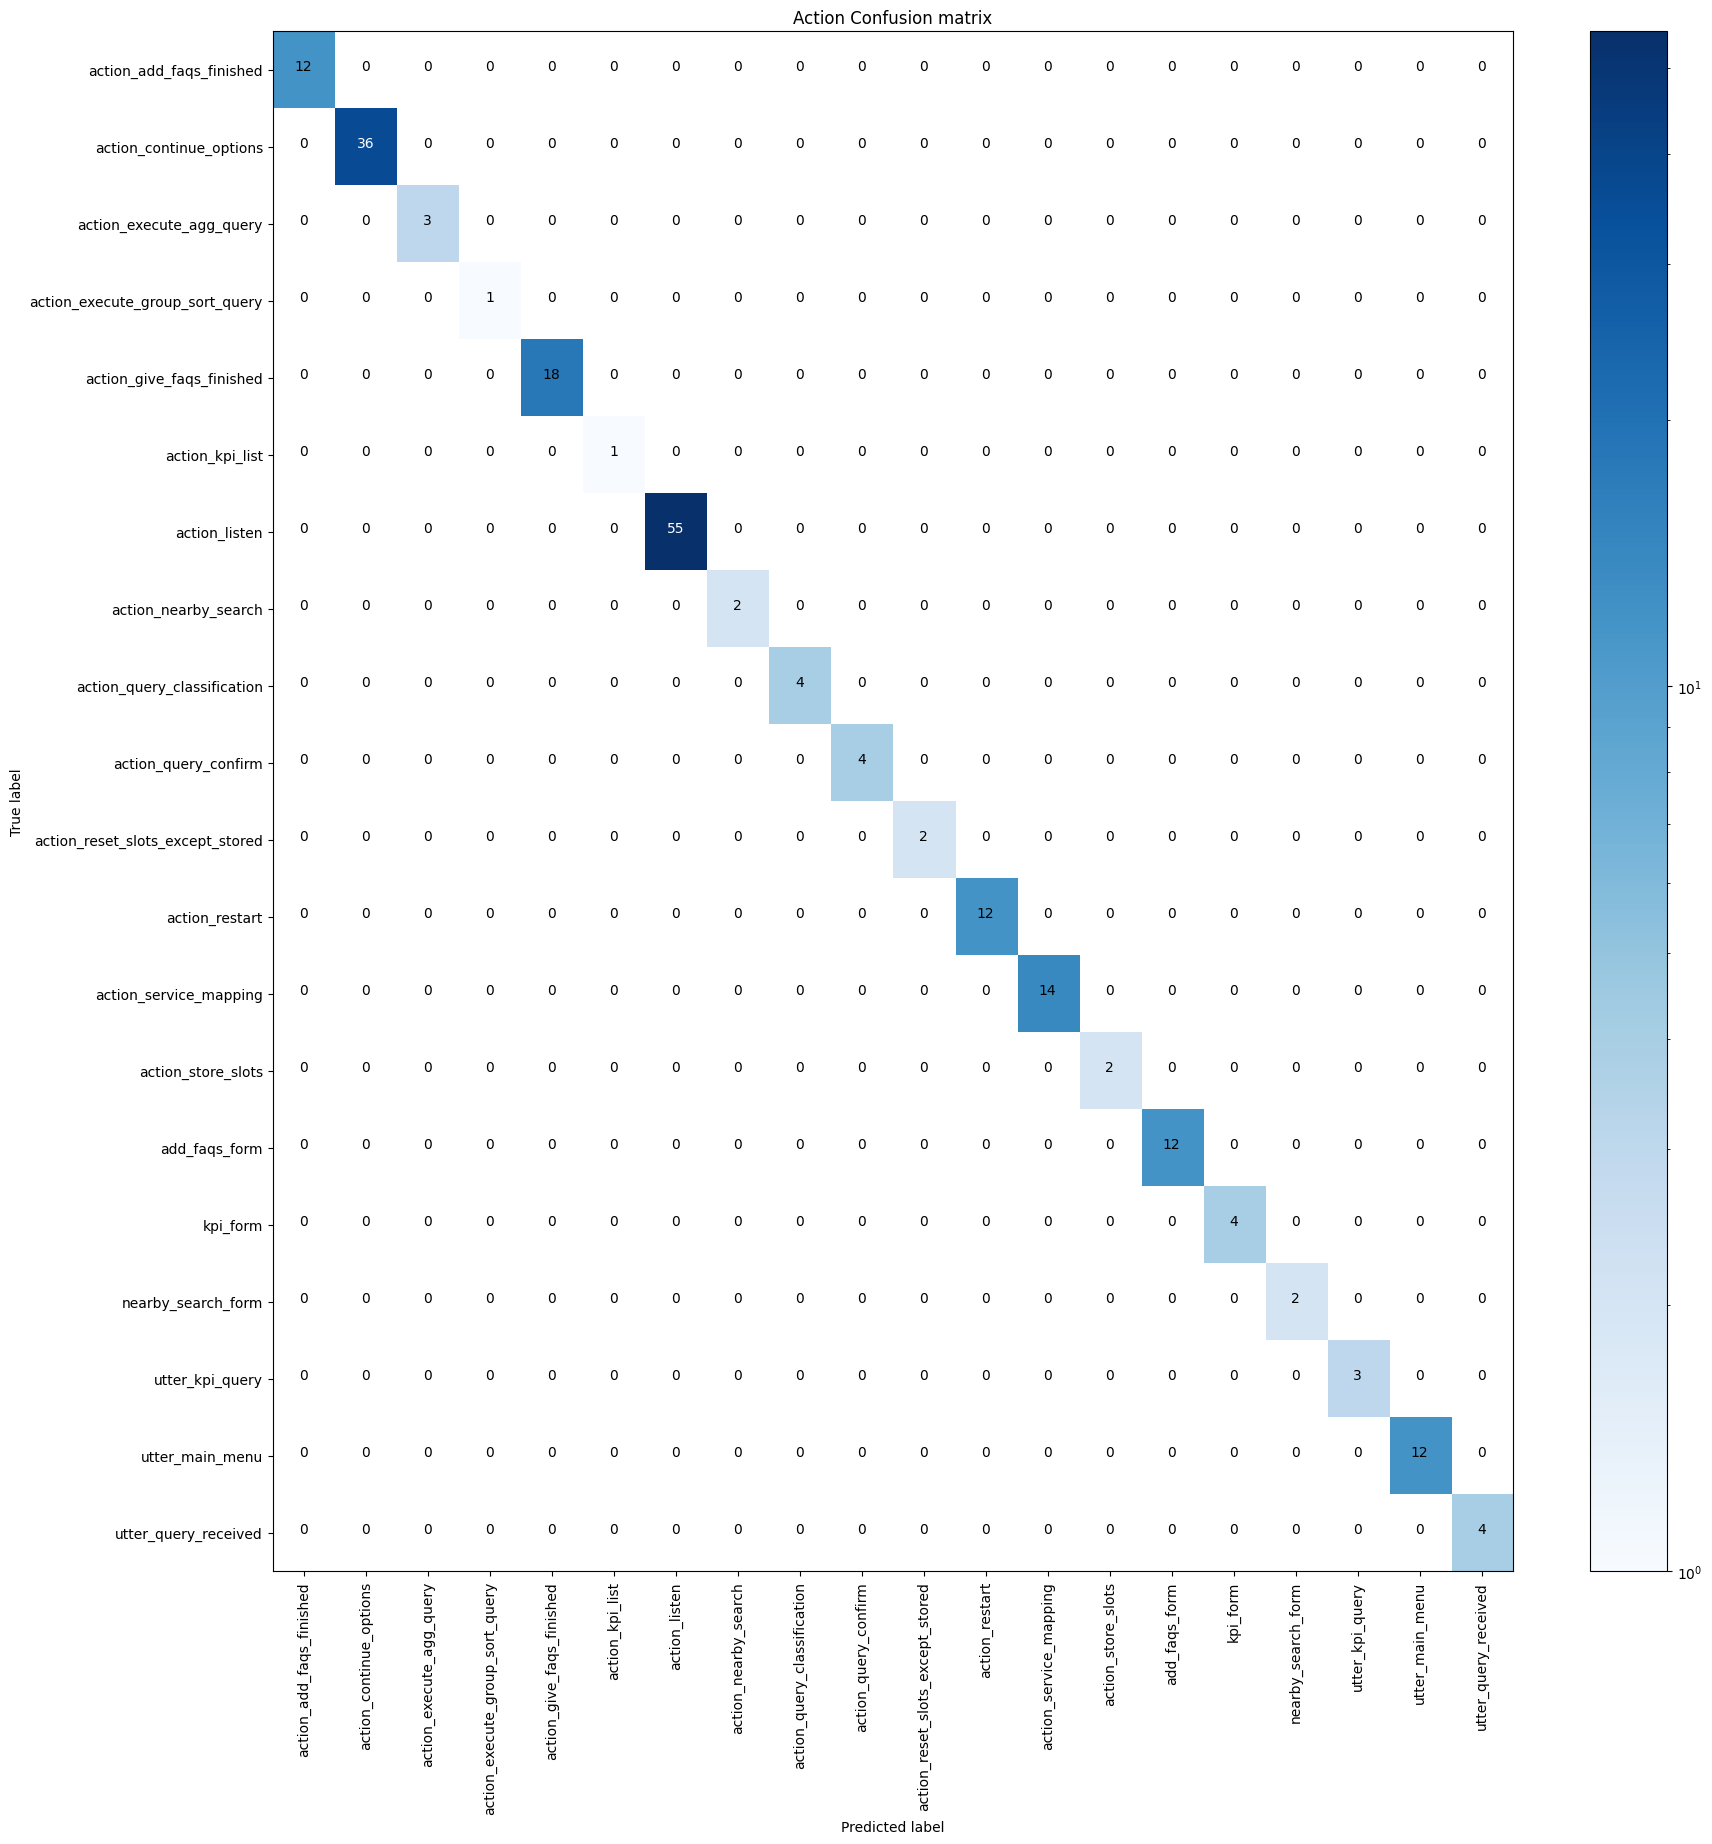 Action Confusion matrix
True label
action_add_faqs_finished 12 0 0 0 0 0 0 0 0 0 0 0 0 0 0 0 0 0 0 0
action_continue_options 0 36 0 0 0 0 0 0 0 0 0 0 0 0 0 0 0 0 0 0
action_execute_agg_query 0 0 3 0 0 0 0 0 0 0 0 0 0 0 0 0 0 0 0 0
action_execute_group_sort_query 0 0 0 1 0 0 0 0 0 0 0 0 0 0 0 0 0 0 0 0
action_give_faqs_finished 0 0 0 0 18 0 0 0 0 0 0 0 0 0 0 0 0 0 0 0
action_kpi_list 0 0 0 0 0 1 0 0 0 0 0 0 0 0 0 0 0 0 0 0
action_listen 0 0 0 0 0 0 55 0 0 0 0 0 0 0 0 0 0 0 0 0
action_nearby_search 0 0 0 0 0 0 0 2 0 0 0 0 0 0 0 0 0 0 0 0
action_query_classification 0 0 0 0 0 0 0 0 4 0 0 0 0 0 0 0 0 0 0 0
action_query_confirm 0 0 0 0 0 0 0 0 0 4 0 0 0 0 0 0 0 0 0 0
action_reset_slots_except_stored 0 0 0 0 0 0 0 0 0 0 2 0 0 0 0 0 0 0 0 0
action_restart 0 0 0 0 0 0 0 0 0 0 0 12 0 0 0 0 0 0 0 0
action_service_mapping 0 0 0 0 0 0 0 0 0 0 0 0 14 0 0 0 0 0 0 0
action_store_slots 0 0 0 0 0 0 0 0 0 0 0 0 0 2 0 0 0 0 0 0
add_faqs_form 0 0 0 0 0 0 0 0 0 0 0 0 0 0 12 0 0 0 0 0
kpi_form 0 0 0 0 0 0 0 0 0 0 0 0 0 0 0 4 0 0 0 0
nearby_search_form 0 0 0 0 0 0 0 0 0 0 0 0 0 0 0 0 2 0 0 0
utter_kpi_query 0 0 0 0 0 0 0 0 0 0 0 0 0 0 0 0 0 3 0 0
utter_main_menu 0 0 0 0 0 0 0 0 0 0 0 0 0 0 0 0 0 0 12 0
utter_query_received 0 0 0 0 0 0 0 0 0 0 0 0 0 0 0 0 0 0 0 4
action_add_faqs_finished
action_continue_options
action_execute_agg_query
action_execute_group_sort_query
action_give_faqs_finished
action_kpi_list
action_listen
action_nearby_search
action_query_classification
action_query_confirm
action_reset_slots_except_stored
action_restart
action_service_mapping
action_store_slots
add_faqs_form
kpi_form
nearby_search_form
utter_kpi_query
utter_main_menu
utter_query_received
Predicted label
10¹
10⁰